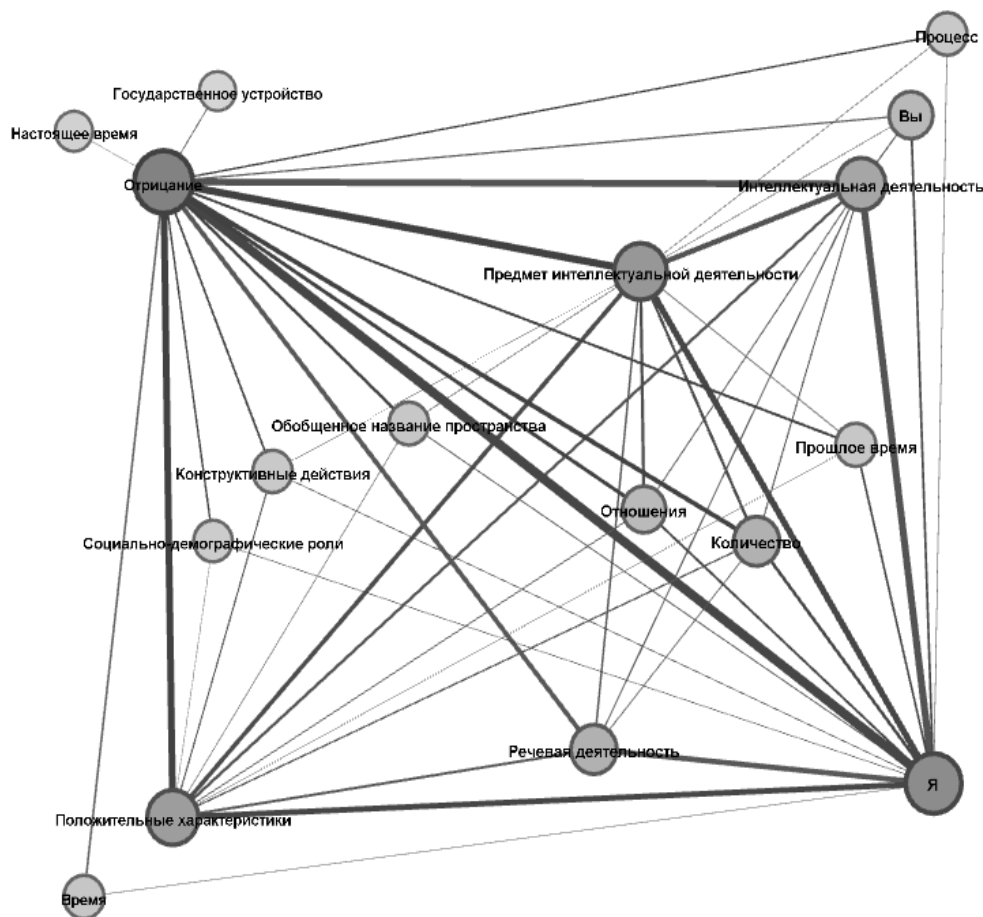 Процесс
Государственное устройство
Вы
Настоящее время
Отрицание
Интеллектуальная деятельность
Предмет интеллектуальной деятельности
Обобщенное название пространства
Прошлое время
Конструктивные действия
Отношения
Социально-демографические роли
Количество
Речевая деятельность
Я
Положительные характеристики
Время